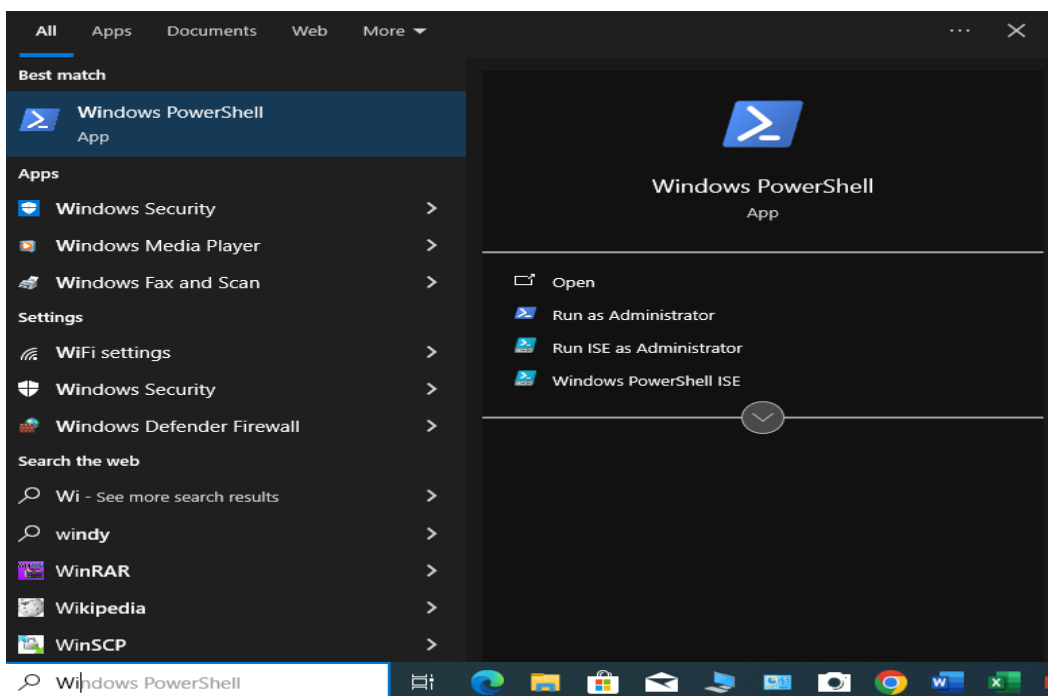 All Apps Documents Web More
Best match
Windows PowerShell
App
Apps
Windows Security
Windows Media Player
Windows Fax and Scan
Settings
WiFi settings
Windows Security
Windows Defender Firewall
Search the web
Wi - See more search results
windy
WinRAR
Wikipedia
WinSCP
Windows PowerShell
Windows PowerShell
App
Open
Run as Administrator
Run ISE as Administrator
Windows PowerShell ISE